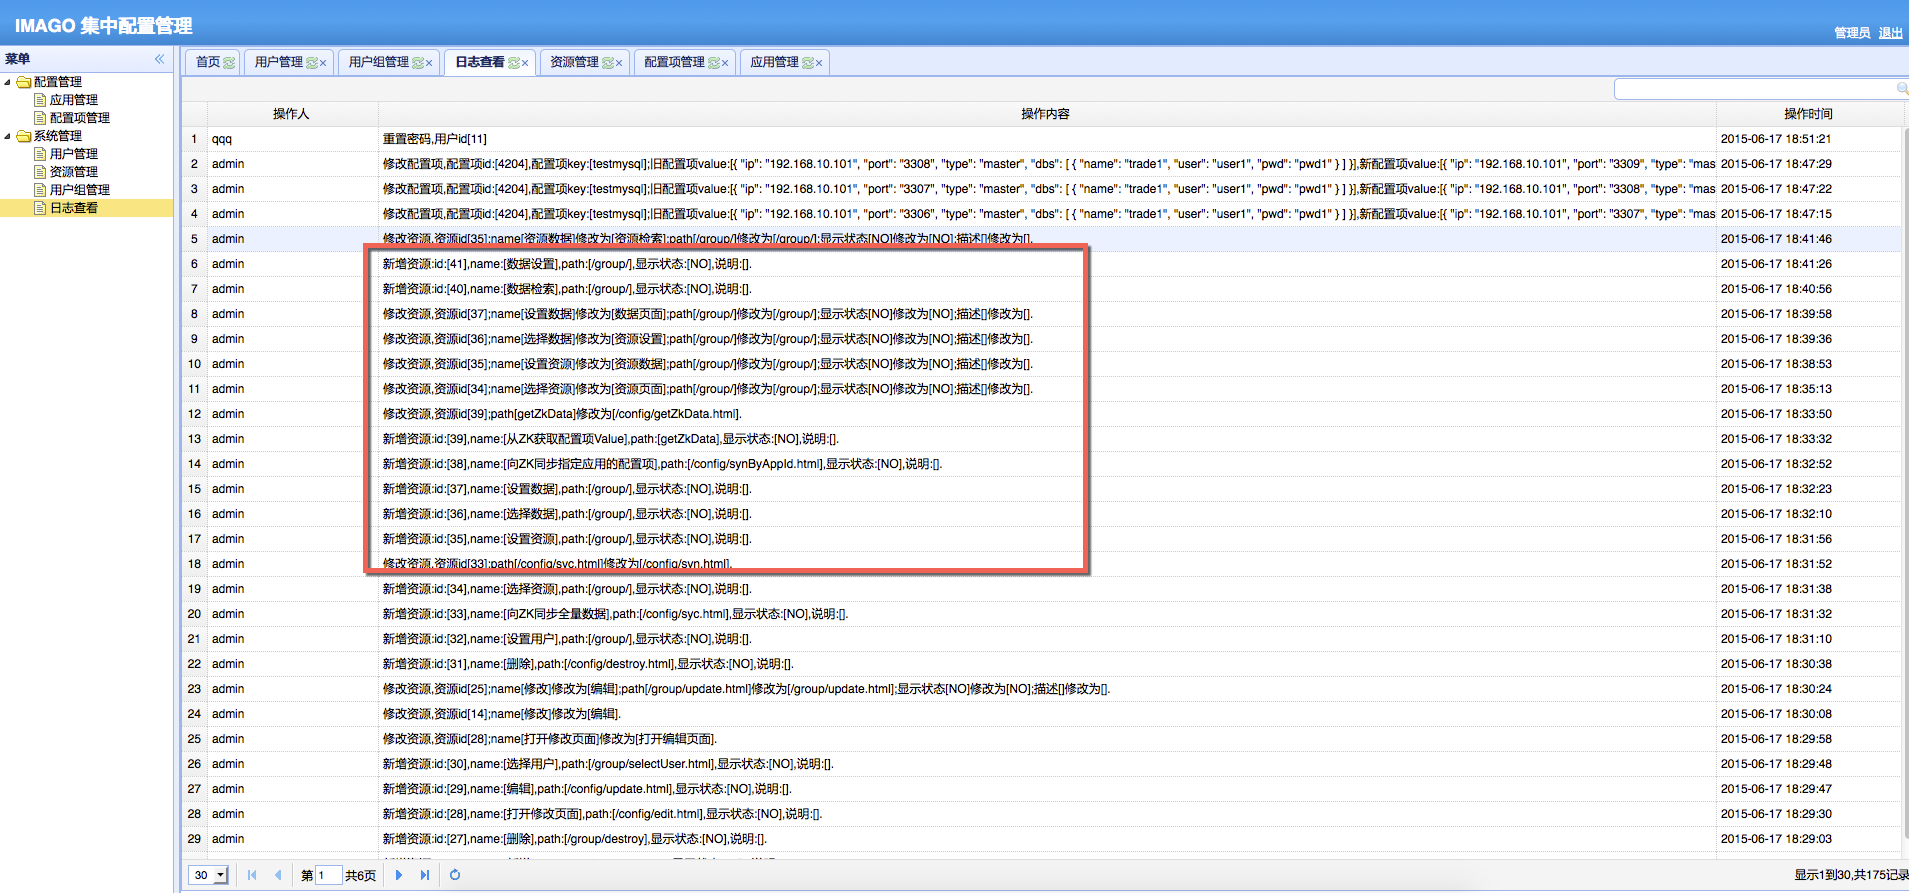 IMAGO 集中配置管理
管理员 退出
菜单
配置管理
应用管理
配置项管理
系统管理
用户管理
资源管理
用户组管理
日志查看
首页 用户管理 用户组管理 日志查看 资源管理 配置项管理 应用管理
操作人 操作内容 操作时间
1 qqq 重置密码,用户id[11] 2015-06-17 18:51:21
2 admin 修改配置项,配置项id:[4204],配置项key:[testmysql];旧配置项value:[{ "ip": "192.168.10.101", "port": "3308", "type": "master", "dbs": [ { "name": "trade1", "user": "user1", "pwd": "pwd1" } ] }],新配置项value:[{ "ip": "192.168.10.101", "port": "3309", "type": "mas 2015-06-17 18:47:29
3 admin 修改配置项,配置项id:[4204],配置项key:[testmysql];旧配置项value:[{ "ip": "192.168.10.101", "port": "3307", "type": "master", "dbs": [ { "name": "trade1", "user": "user1", "pwd": "pwd1" } ] }],新配置项value:[{ "ip": "192.168.10.101", "port": "3308", "type": "mas 2015-06-17 18:47:22
4 admin 修改配置项,配置项id:[4204],配置项key:[testmysql];旧配置项value:[{ "ip": "192.168.10.101", "port": "3306", "type": "master", "dbs": [ { "name": "trade1", "user": "user1", "pwd": "pwd1" } ] }],新配置项value:[{ "ip": "192.168.10.101", "port": "3307", "type": "mas 2015-06-17 18:47:15
5 admin 修改资源,资源id[35];name[资源数据]修改为[资源检索];path[/group/]修改为[/group/];显示状态[NO]修改为[NO];描述[]修改为[]. 2015-06-17 18:41:46
6 admin 新增资源:id:[41],name:[数据设置],path:[/group/],显示状态:[NO],说明:[]. 2015-06-17 18:41:26
7 admin 新增资源:id:[40],name:[数据检索],path:[/group/],显示状态:[NO],说明:[]. 2015-06-17 18:40:56
8 admin 修改资源,资源id[37];name[设置数据]修改为[数据页面];path[/group/]修改为[/group/];显示状态[NO]修改为[NO];描述[]修改为[]. 2015-06-17 18:39:58
9 admin 修改资源,资源id[36];name[选择数据]修改为[资源设置];path[/group/]修改为[/group/];显示状态[NO]修改为[NO];描述[]修改为[]. 2015-06-17 18:39:36
10 admin 修改资源,资源id[35];name[设置资源]修改为[资源数据];path[/group/]修改为[/group/];显示状态[NO]修改为[NO];描述[]修改为[]. 2015-06-17 18:38:53
11 admin 修改资源,资源id[34];name[选择资源]修改为[资源页面];path[/group/]修改为[/group/];显示状态[NO]修改为[NO];描述[]修改为[]. 2015-06-17 18:35:13
12 admin 修改资源,资源id[39];path[getZkData]修改为[/config/getZkData.html]. 2015-06-17 18:33:50
13 admin 新增资源:id:[39],name:[从ZK获取配置项Value],path:[getZkData],显示状态:[NO],说明:[]. 2015-06-17 18:33:32
14 admin 新增资源:id:[38],name:[向ZK同步指定应用的配置项],path:[/config/synByAppId.html],显示状态:[NO],说明:[]. 2015-06-17 18:32:52
15 admin 新增资源:id:[37],name:[设置数据],path:[/group/],显示状态:[NO],说明:[]. 2015-06-17 18:32:23
16 admin 新增资源:id:[36],name:[选择数据],path:[/group/],显示状态:[NO],说明:[]. 2015-06-17 18:32:10
17 admin 新增资源:id:[35],name:[设置资源],path:[/group/],显示状态:[NO],说明:[]. 2015-06-17 18:31:56
18 admin 修改资源,资源id[33];path[/config/syc.html]修改为[/config/syn.html]. 2015-06-17 18:31:52
19 admin 新增资源:id:[34],name:[选择资源],path:[/group/],显示状态:[NO],说明:[]. 2015-06-17 18:31:38
20 admin 新增资源:id:[33],name:[向ZK同步全量数据],path:[/config/syc.html],显示状态:[NO],说明:[]. 2015-06-17 18:31:32
21 admin 新增资源:id:[32],name:[设置用户],path:[/group/],显示状态:[NO],说明:[]. 2015-06-17 18:31:10
22 admin 新增资源:id:[31],name:[删除],path:[/config/destroy.html],显示状态:[NO],说明:[]. 2015-06-17 18:30:38
23 admin 修改资源,资源id[25];name[修改]修改为[编辑];path[/group/update.html]修改为[/group/update.html];显示状态[NO]修改为[NO];描述[]修改为[]. 2015-06-17 18:30:24
24 admin 修改资源,资源id[14];name[修改]修改为[编辑]. 2015-06-17 18:30:08
25 admin 修改资源,资源id[28];name[打开修改页面]修改为[打开编辑页面]. 2015-06-17 18:29:58
26 admin 新增资源:id:[30],name:[选择用户],path:[/group/selectUser.html],显示状态:[NO],说明:[]. 2015-06-17 18:29:48
27 admin 新增资源:id:[29],name:[编辑],path:[/config/update.html],显示状态:[NO],说明:[]. 2015-06-17 18:29:47
28 admin 新增资源:id:[28],name:[打开修改页面],path:[/config/edit.html],显示状态:[NO],说明:[]. 2015-06-17 18:29:30
29 admin 新增资源:id:[27],name:[删除],path:[/group/destroy],显示状态:[NO],说明:[]. 2015-06-17 18:29:03
30 第 1 共6页 显示1到30,共175记录